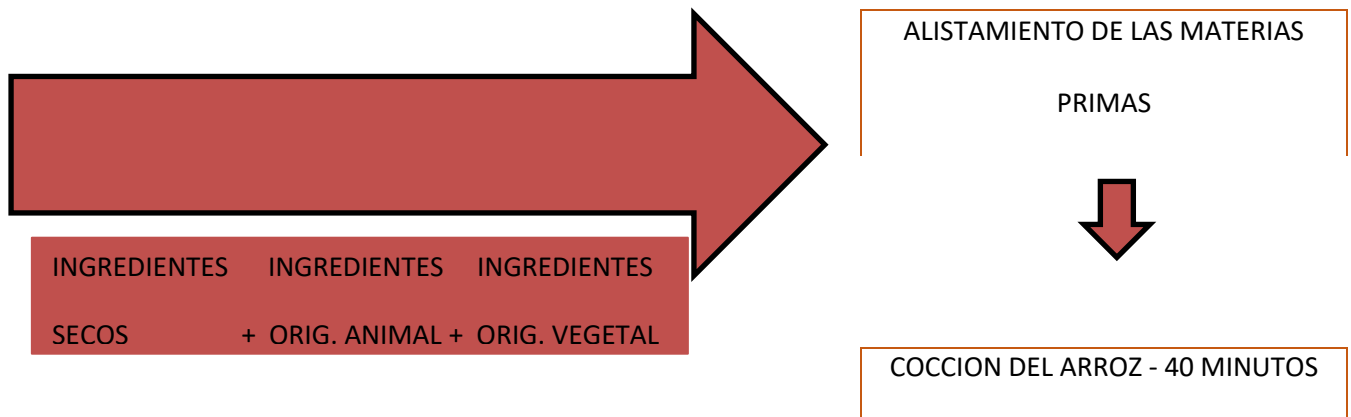 ALISTAMIENTO DE LAS MATERIAS
PRIMAS
INGREDIENTES INGREDIENTES INGREDIENTES
SECOS + ORIG. ANIMAL + ORIG. VEGETAL
COCCION DEL ARROZ - 40 MINUTOS